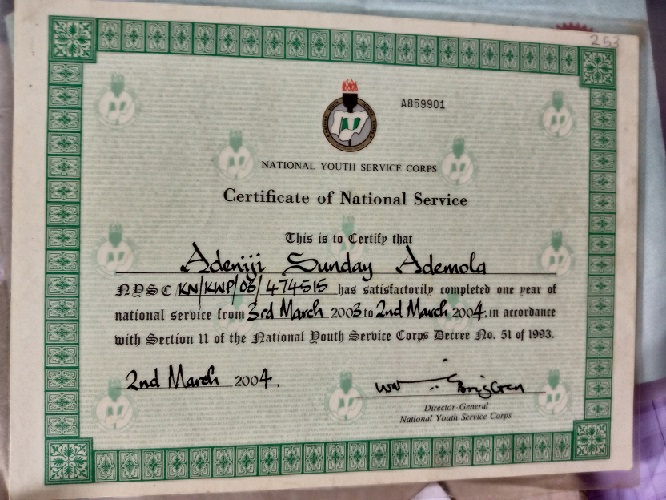 253
A859901
NATIONAL YOUTH SERVICE CORPS
Certificate of National Service
This is to Certify that
Adeniji Sunday Ademola
NYSC KN/KWP/03/474515 has satisfactorily completed one year of
national service from 3rd March 2003 to 2nd March 2004. in accordance
with Section 11 of the National Youth Service Corps Decree No. 51 of 1993.
2nd March 2004.
Brig Gen
Director-General
National Youth Service Corps